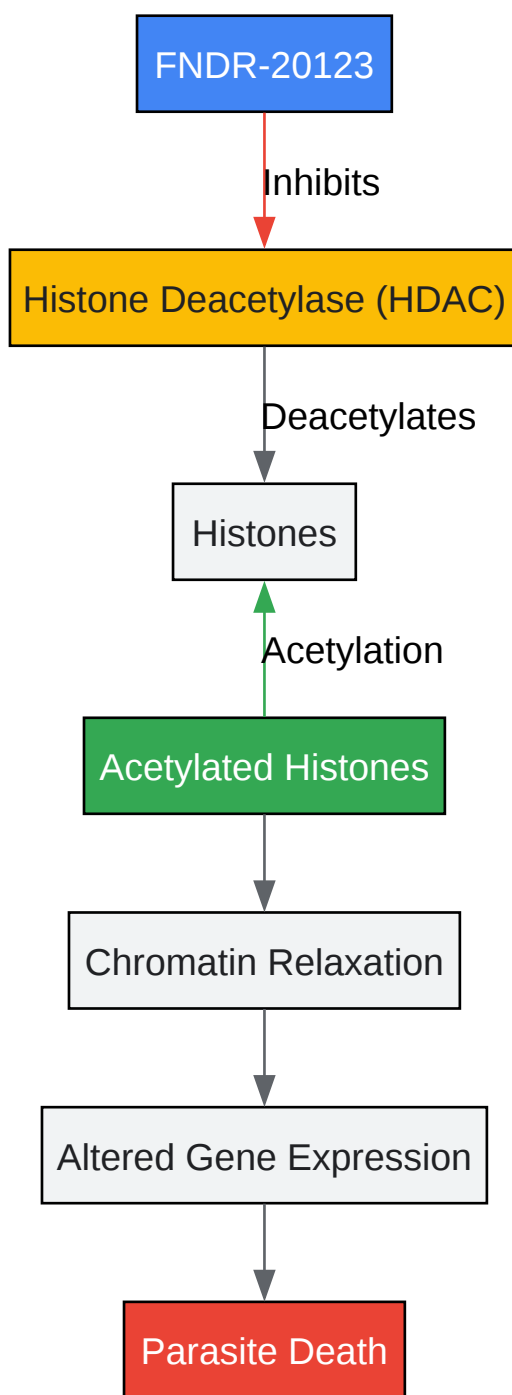 FNDR-20123
Inhibits
Histone Deacetylase (HDAC)
Deacetylates
Histones
Acetylation
Acetylated Histones
Chromatin Relaxation
Altered Gene Expression
Parasite Death